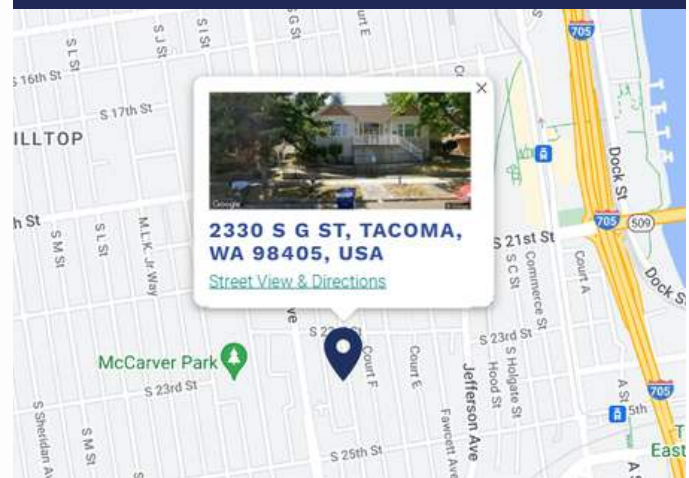 S L St
S J St
S I St
S G St
Court E
705
S 16th St
S 17th St
ILLTOP
×
Google
2330 S G ST, TACOMA,
WA 98405, USA
Street View & Directions
Dock St
705
509
h St
S 21st St
S M St
S L St
M.L.K. Jr Way
ve
S C St
Commerce St
Court A
Dock S
S 23rd St
McCarver Park
S 23rd St
Court F
Court E
Jefferson Ave
Hood St
S Holgate St
A St
705
5th
S Sheridan Av
S M St
S 25th St
Fawcett Ave
A
T
East